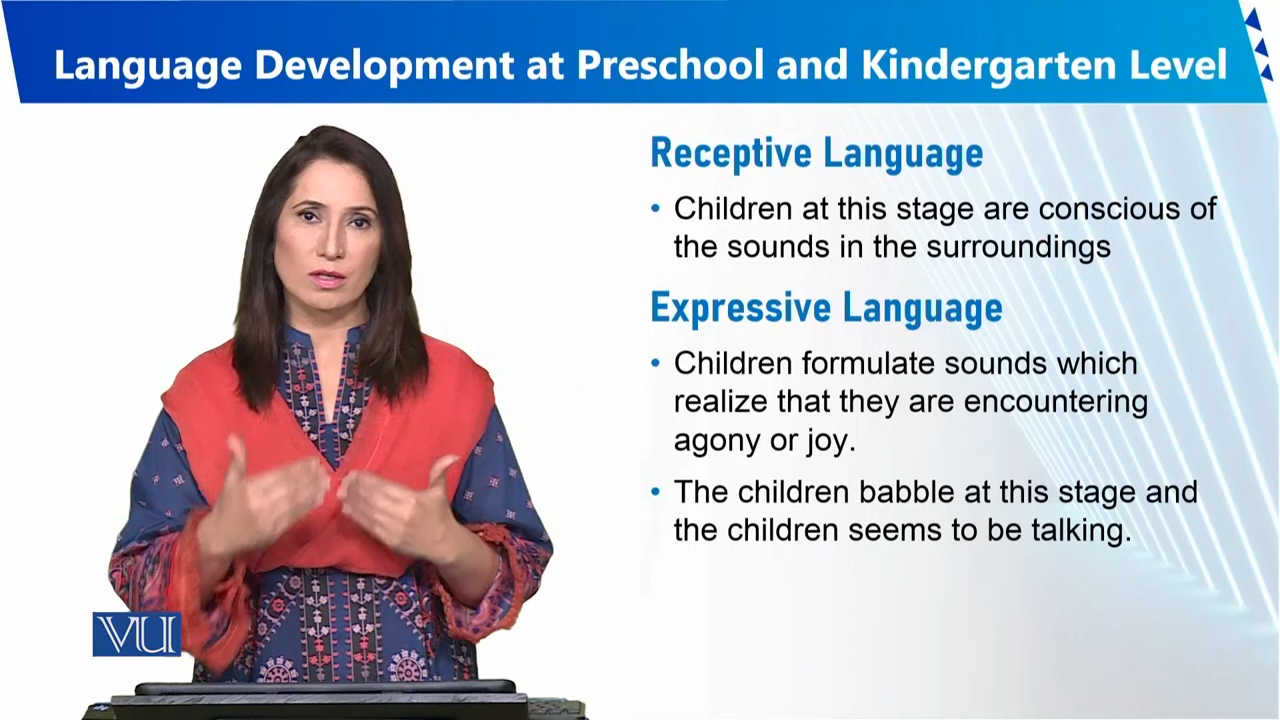 Language Development at Preschool and Kindergarten Level
Receptive Language
• Children at this stage are conscious of
the sounds in the surroundings
Expressive Language
• Children formulate sounds which
realize that they are encountering
agony or joy.
• The children babble at this stage and
the children seems to be talking.
VU